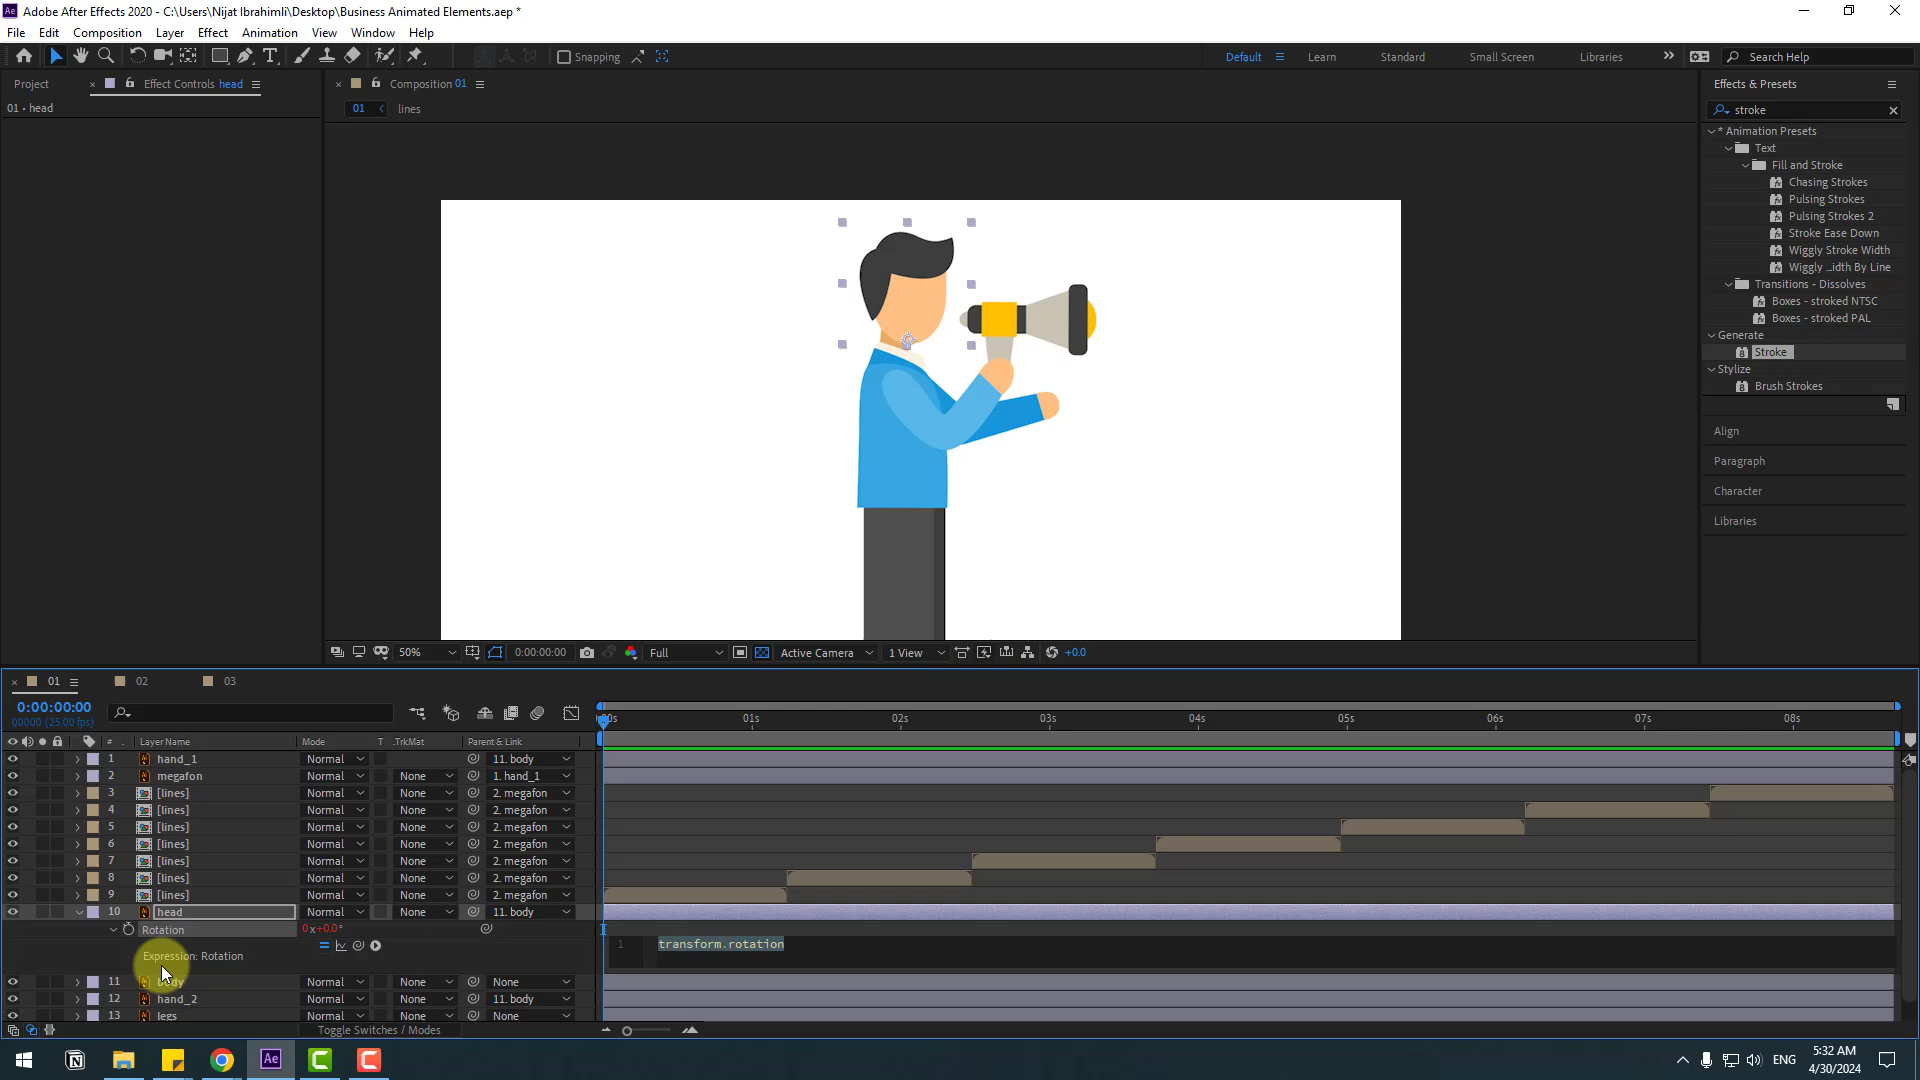 Adobe After Effects 2020 - C:\Users\Nijat Ibrahimli\Desktop\Business Animated Elements.aep *
File Edit Composition Layer Effect Animation View Window Help
Snapping
Default Learn Standard Small Screen Libraries Search Help
Project Effect Controls head
01 • head
Composition 01
01 lines
Effects & Presets
stroke
* Animation Presets
Text
Fill and Stroke
Chasing Strokes
Pulsing Strokes
Pulsing Strokes 2
Stroke Ease Down
Wiggly Stroke Width
Wiggly ...idth By Line
Transitions - Dissolves
Boxes - stroked NTSC
Boxes - stroked PAL
Generate
Stroke
Stylize
Brush Strokes
Align
Paragraph
Character
Libraries
50% 0:00:00:00 Full Active Camera 1 View +0.0
01 02 03
0:00:00:00
00000 (25.00 fps)
:00s 01s 02s 03s 04s 05s 06s 07s 08s
# Layer Name Mode T .TrkMat Parent & Link
1 hand_1 Normal 11. body
2 megafon Normal None 1. hand_1
3 [lines] Normal None 2. megafon
4 [lines] Normal None 2. megafon
5 [lines] Normal None 2. megafon
6 [lines] Normal None 2. megafon
7 [lines] Normal None 2. megafon
8 [lines] Normal None 2. megafon
9 [lines] Normal None 2. megafon
10 head Normal None 11. body
Rotation 0x+0.0°
Expression: Rotation
1 transform.rotation
11 body Normal None None
12 hand_2 Normal None 11. body
13 legs Normal None None
Toggle Switches / Modes
ENG
5:32 AM
4/30/2024